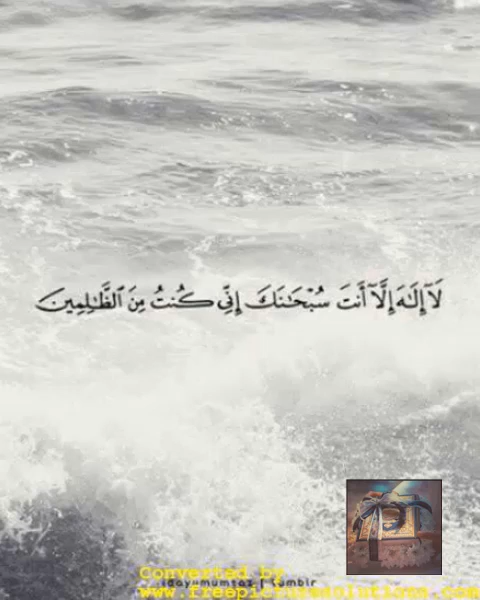 لَآ إِلَـٰهَ إِلَّآ أَنتَ سُبْحَـٰنَكَ إِنِّى كُنتُ مِنَ ٱلظَّـٰلِمِينَ
Converted by
www.freepicturesolutions.com